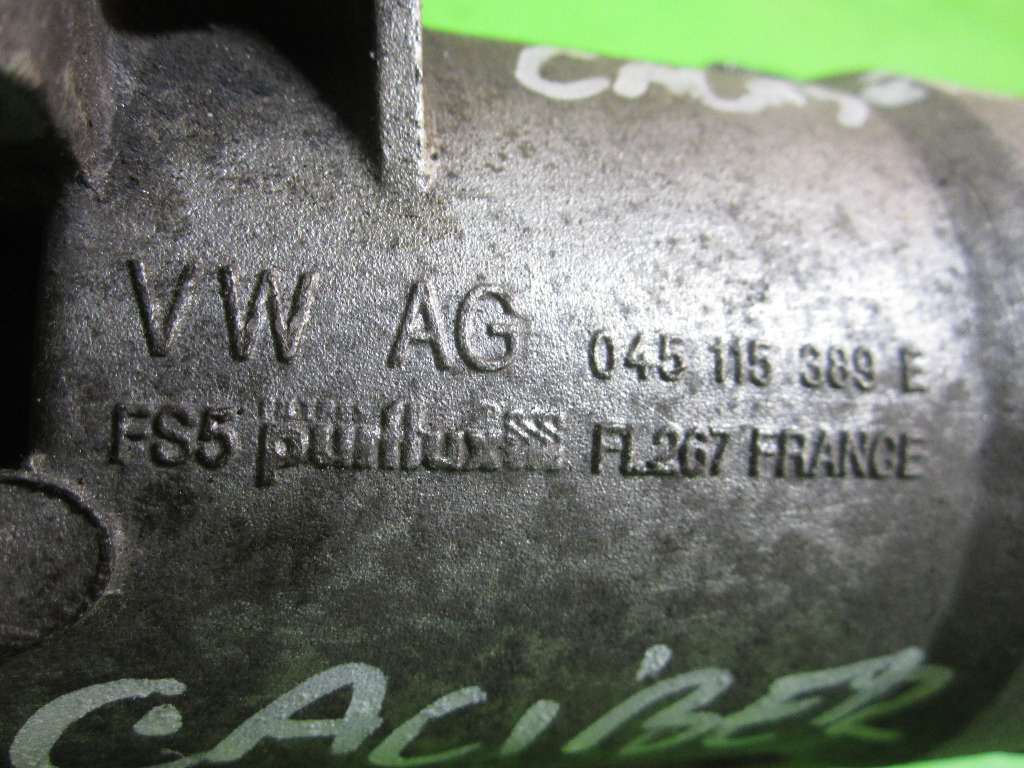 VW AG 045 115 389 E
FS5 purflux FL267 FRANCE
CALIBER